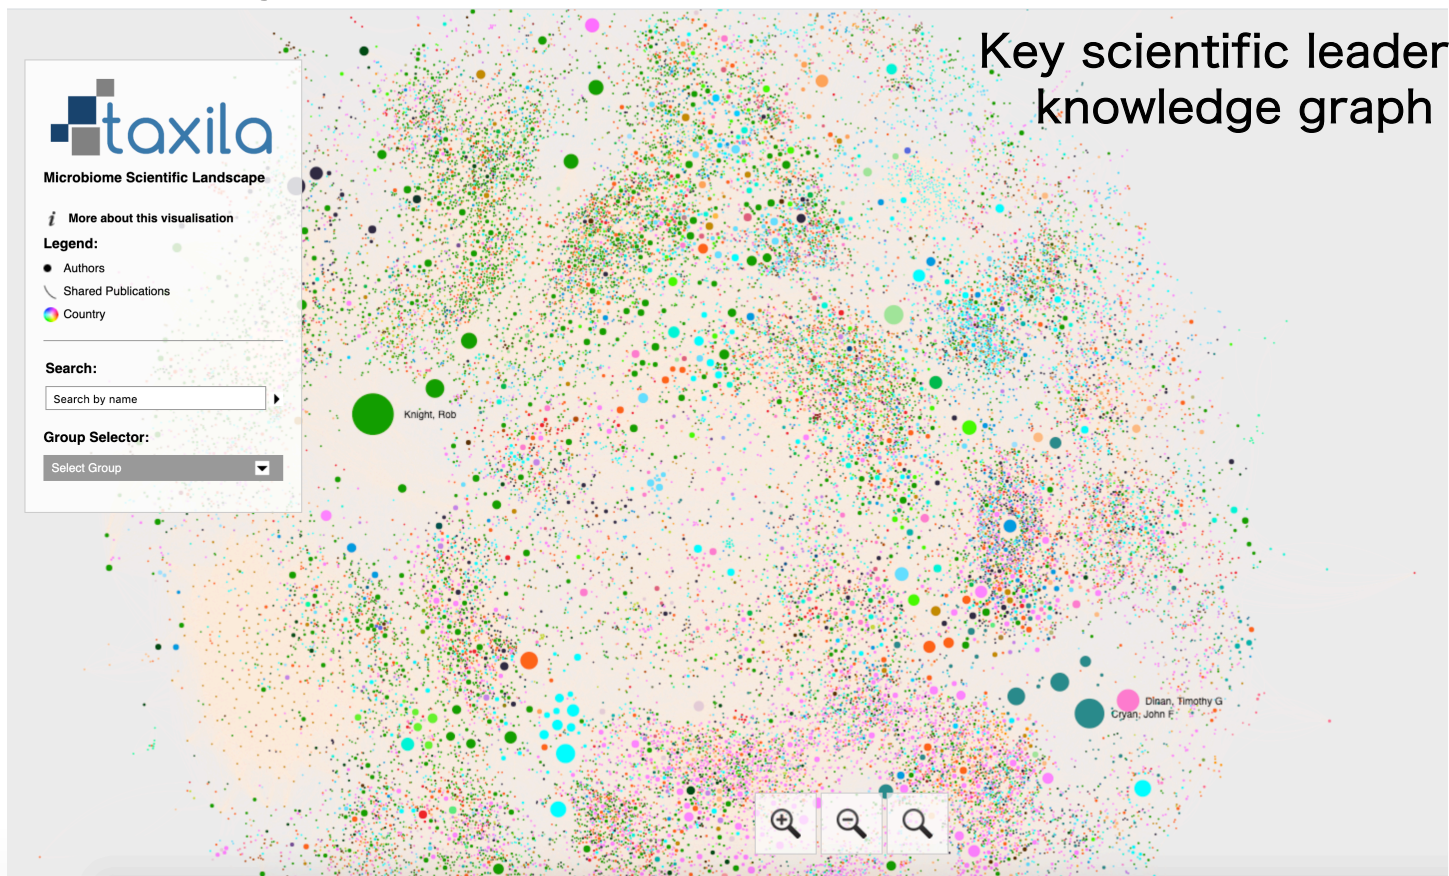 Key scientific leader
knowledge graph
taxila
Microbiome Scientific Landscape
i More about this visualisation
Legend:
Authors
Shared Publications
Country
Search:
Search by name
Group Selector:
Select Group
Knight, Rob
Dinan, Timothy G
Cryan, John F